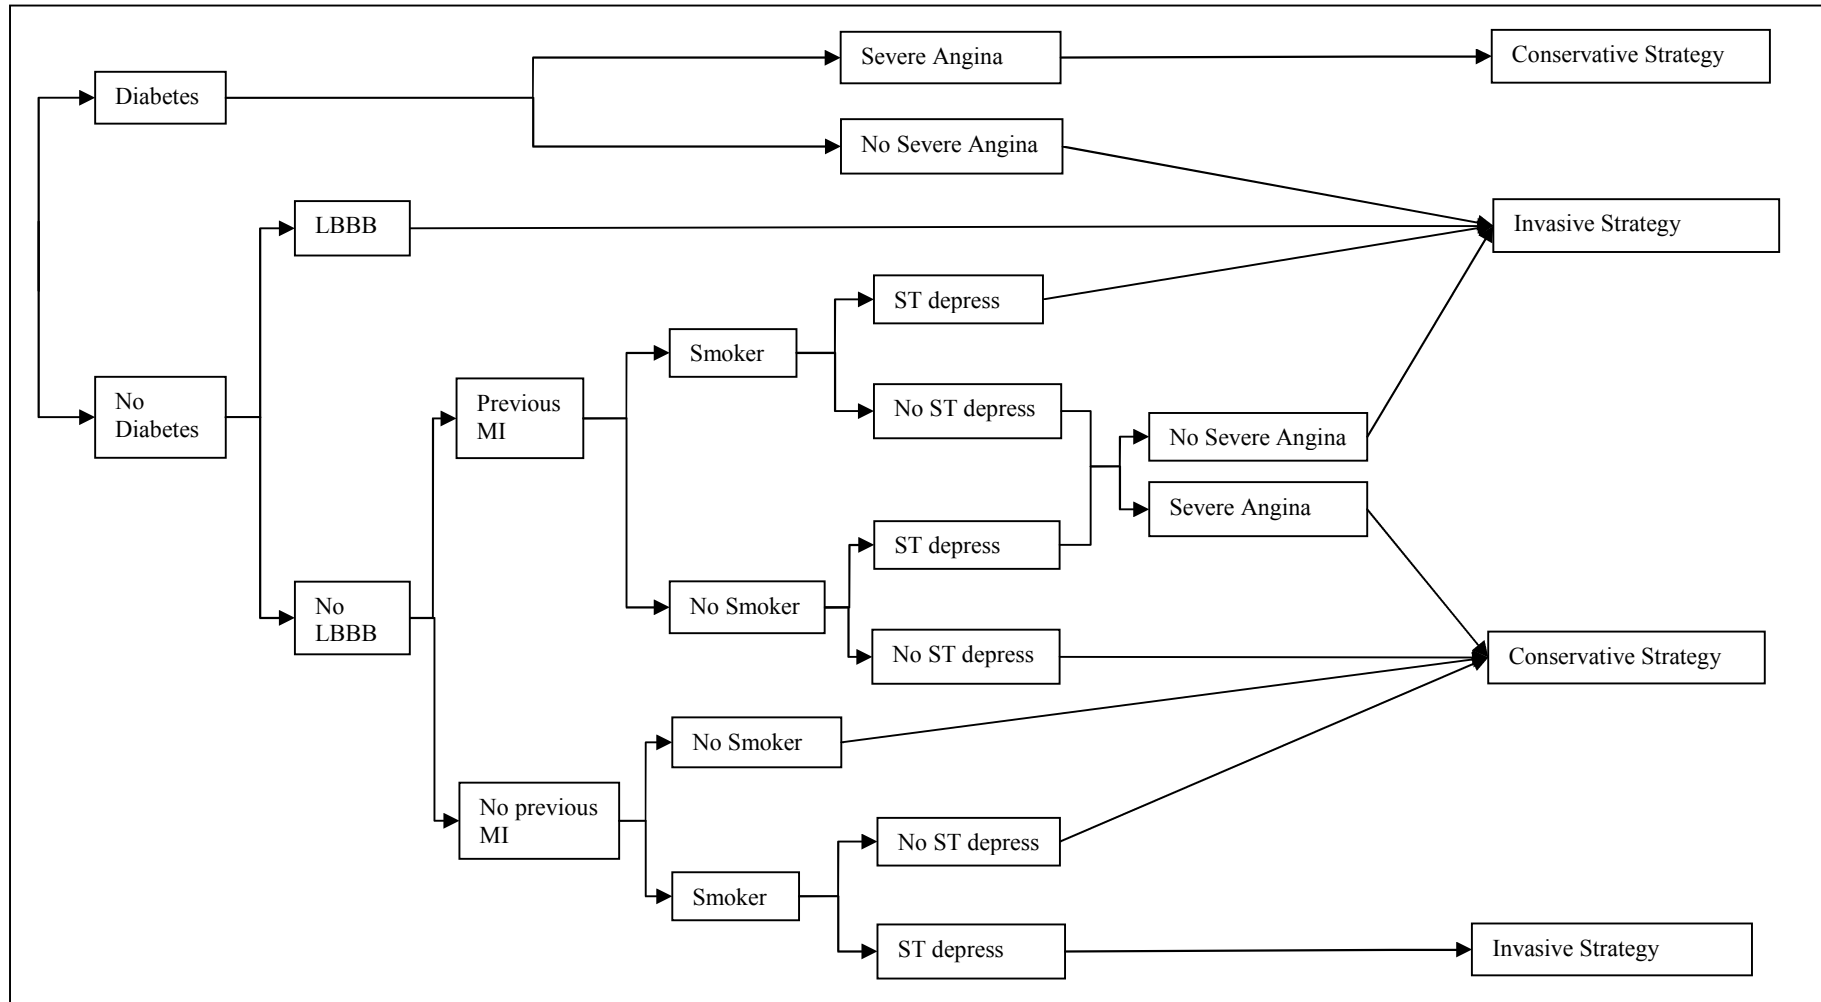 Severe Angina
Conservative Strategy
Diabetes
No Severe Angina
LBBB
Invasive Strategy
ST depress
Smoker
No
Diabetes
Previous
MI
No ST depress
No Severe Angina
Severe Angina
ST depress
No
LBBB
No Smoker
No ST depress
Conservative Strategy
No Smoker
No previous
MI
No ST depress
Smoker
ST depress
Invasive Strategy